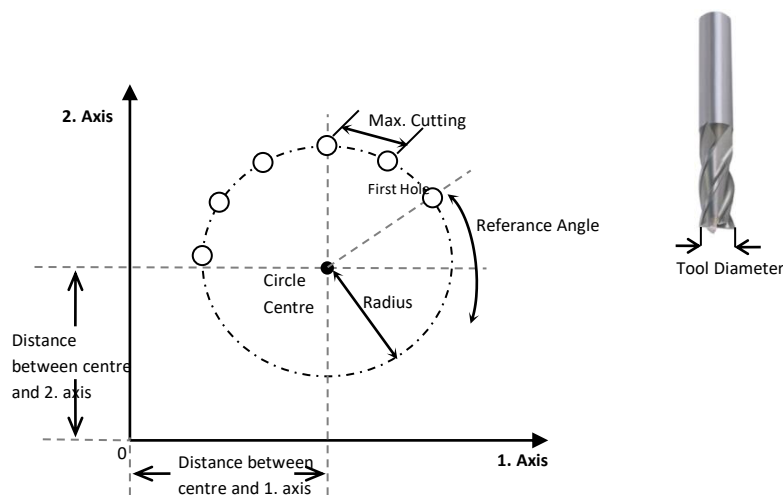 2. Axis
Max. Cutting
First Hole
Referance Angle
Tool Diameter
Circle
Centre
Radius
Distance
between centre
and 2. axis
0
1. Axis
Distance between
centre and 1. axis